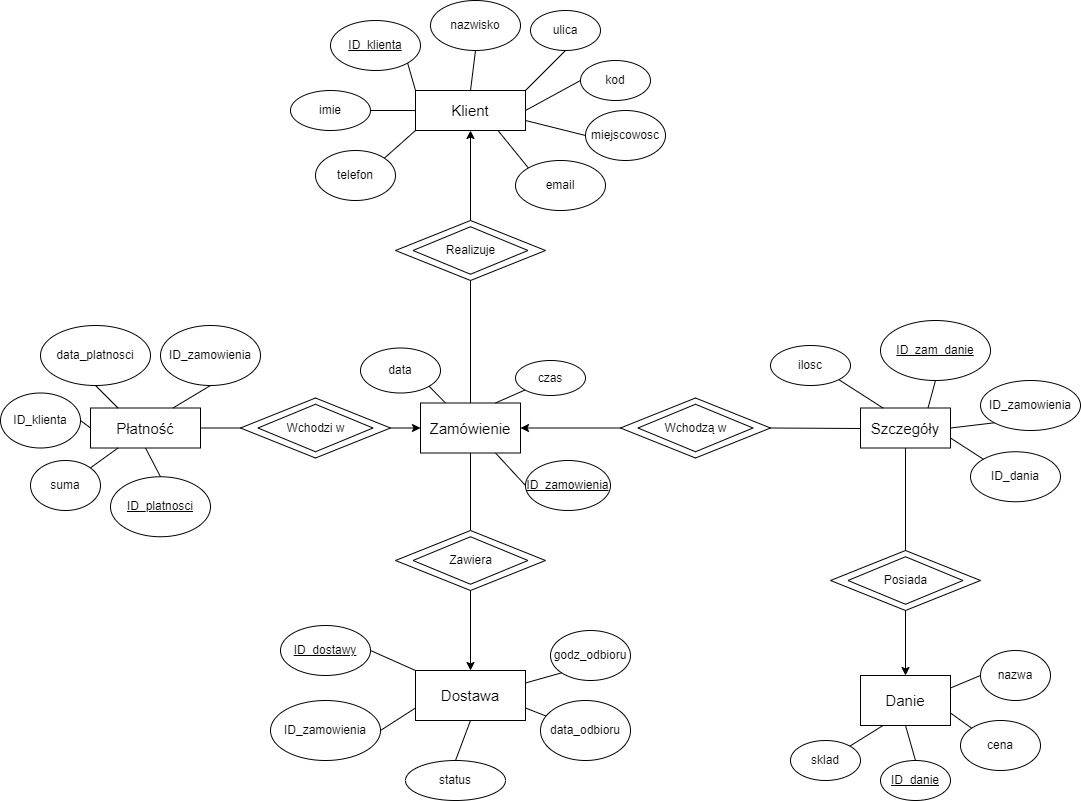 nazwisko
ulica
ID_klienta
kod
imie
Klient
miejscowosc
telefon
email
Realizuje
data_platnosci
ID_zamowienia
data
czas
ilosc
ID_zam_danie
ID_klienta
Płatność
Wchodzi w
Zamówienie
Wchodzą w
Szczegóły
ID_zamowienia
suma
ID_platnosci
ID_zamowienia
ID_dania
Zawiera
Posiada
ID_dostawy
godz_odbioru
nazwa
Dostawa
Danie
ID_zamowienia
data_odbioru
cena
status
sklad
ID_danie